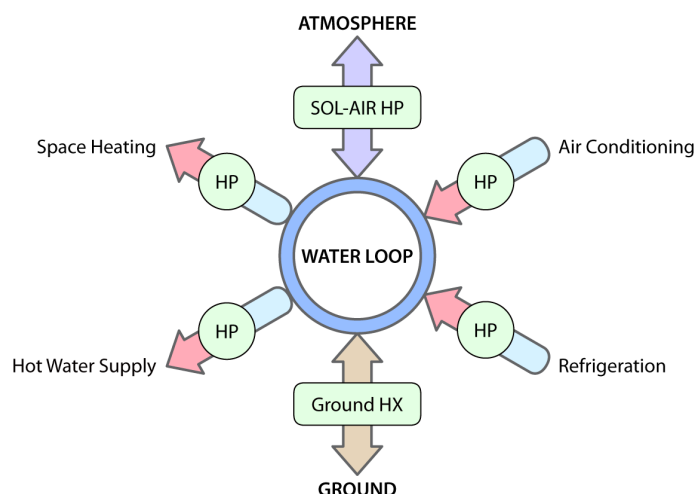 ATMOSPHERE
SOL-AIR HP
Space Heating
Air Conditioning
HP
HP
WATER LOOP
HP
HP
Hot Water Supply
Refrigeration
Ground HX
GROUND